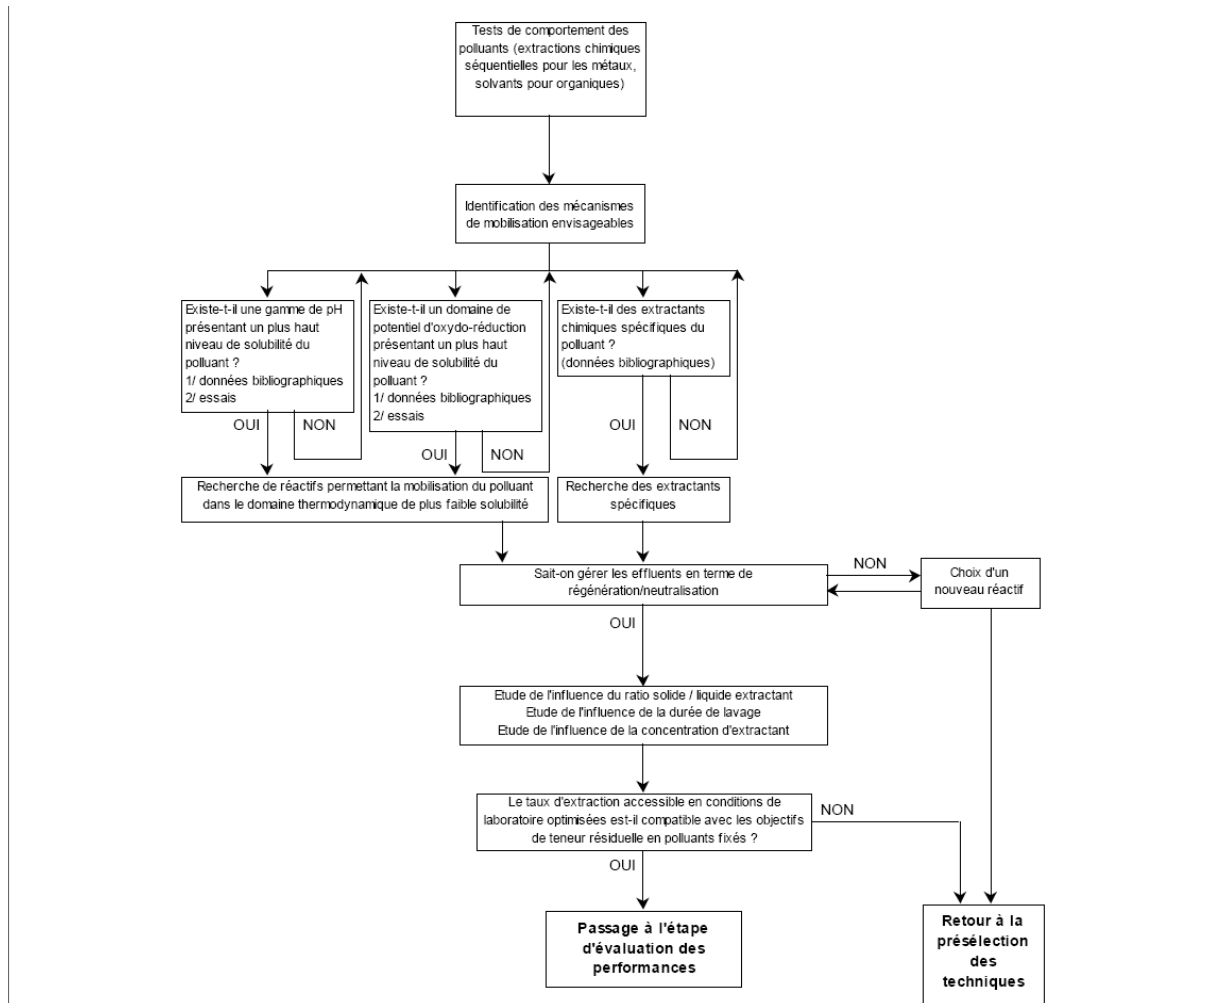 Tests de comportement des
polluants (extractions chimiques
séquentielles pour les métaux,
solvants pour organiques)
Identification des mécanismes
de mobilisation envisageables
Existe-t-il une gamme de pH
présentant un plus haut
niveau de solubilité du
polluant ?
1/ données bibliographiques
2/ essais
Existe-t-il un domaine de
potentiel d'oxydo-réduction
présentant un plus haut
niveau de solubilité du
polluant ?
1/ données bibliographiques
2/ essais
Existe-t-il des extractants
chimiques spécifiques du
polluant ?
(données bibliographiques)
OUI
NON
OUI
NON
OUI
NON
Recherche de réactifs permettant la mobilisation du polluant
dans le domaine thermodynamique de plus faible solubilité
Recherche des extractants
spécifiques
Sait-on gérer les effluents en terme de
régénération/neutralisation
NON
Choix d'un
nouveau réactif
OUI
Etude de l'influence du ratio solide / liquide extractant
Etude de l'influence de la durée de lavage
Etude de l'influence de la concentration d'extractant
Le taux d'extraction accessible en conditions de
laboratoire optimisées est-il compatible avec les objectifs
de teneur résiduelle en polluants fixés ?
NON
OUI
Passage à l'étape
d'évaluation des
performances
Retour à la
présélection
des
techniques